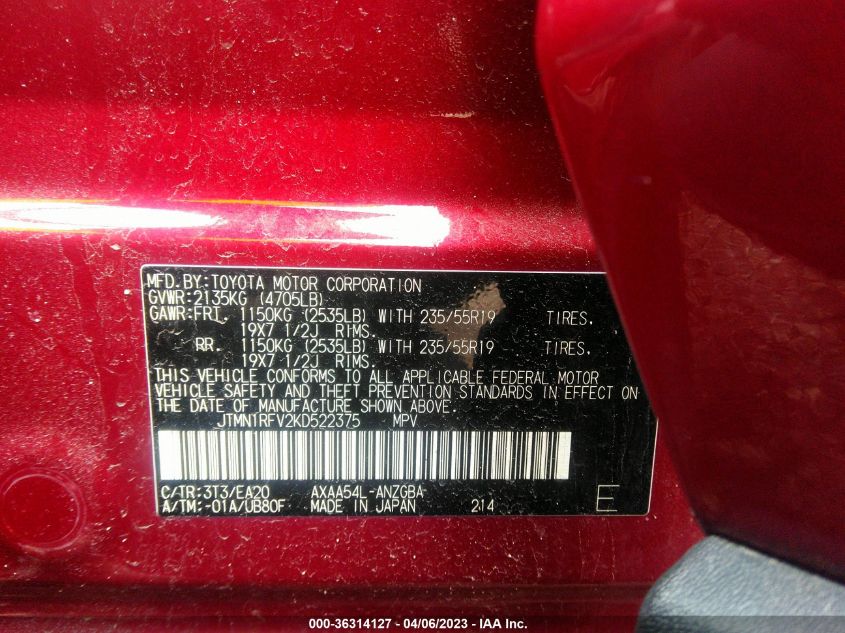 MFD.BY:TOYOTA MOTOR CORPORATION
GVWR:2135KG (4705LB)
GAWR:FRT. 1150KG (2535LB) WITH 235/55R19 TIRES.
19X7 1/2J RIMS.
RR. 1150KG (2535LB) WITH 235/55R19 TIRES.
19X7 1/2J RIMS.
THIS VEHICLE CONFORMS TO ALL APPLICABLE FEDERAL MOTOR
VEHICLE SAFETY AND THEFT PREVENTION STANDARDS IN EFFECT ON
THE DATE OF MANUFACTURE SHOWN ABOVE.
JTMN1RFV2KD522375 MPV
C/TR:3T3/EA20 AXAA54L-ANZGBA
A/TM:-01A/UB80F MADE IN JAPAN 214 E
000-36314127 - 04/06/2023 - IAA Inc.